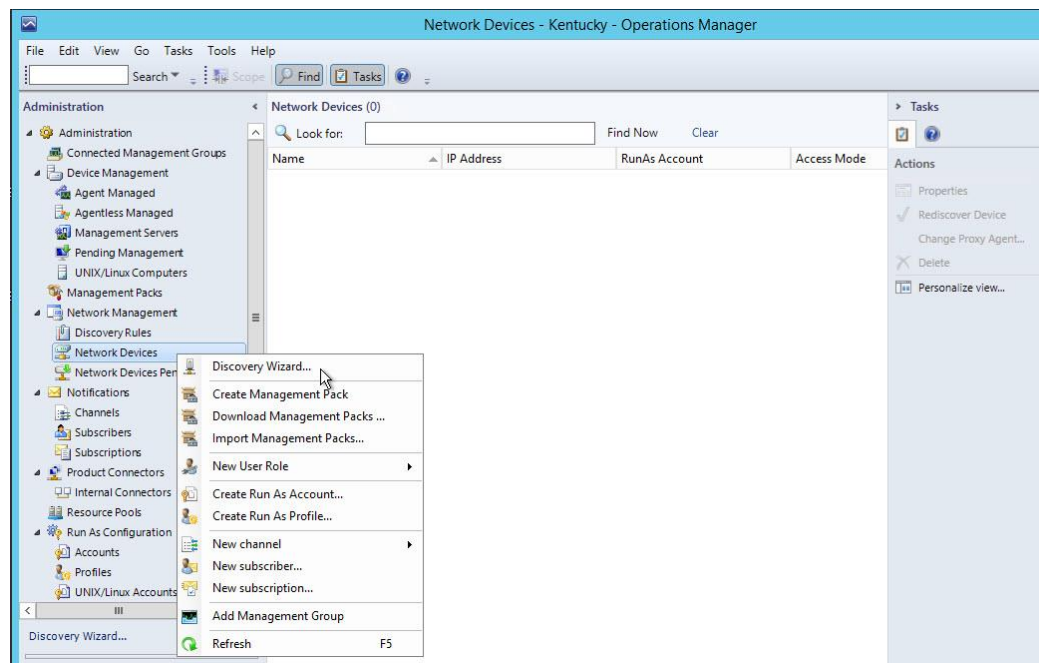 Network Devices - Kentucky - Operations Manager
File Edit View Go Tasks Tools Help
Search Scope Find Tasks
Administration
Network Devices (0)
Tasks
Look for: Find Now Clear
Name IP Address RunAs Account Access Mode
Administration
Connected Management Groups
Device Management
Agent Managed
Agentless Managed
Management Servers
Pending Management
UNIX/Linux Computers
Management Packs
Network Management
Discovery Rules
Network Devices
Network Devices Pen
Notifications
Channels
Subscribers
Subscriptions
Product Connectors
Internal Connectors
Resource Pools
Run As Configuration
Accounts
Profiles
UNIX/Linux Accounts
Discovery Wizard...
Discovery Wizard...
Create Management Pack
Download Management Packs ...
Import Management Packs...
New User Role
Create Run As Account...
Create Run As Profile...
New channel
New subscriber...
New subscription...
Add Management Group
Refresh F5
Actions
Properties
Rediscover Device
Change Proxy Agent...
Delete
Personalize view...